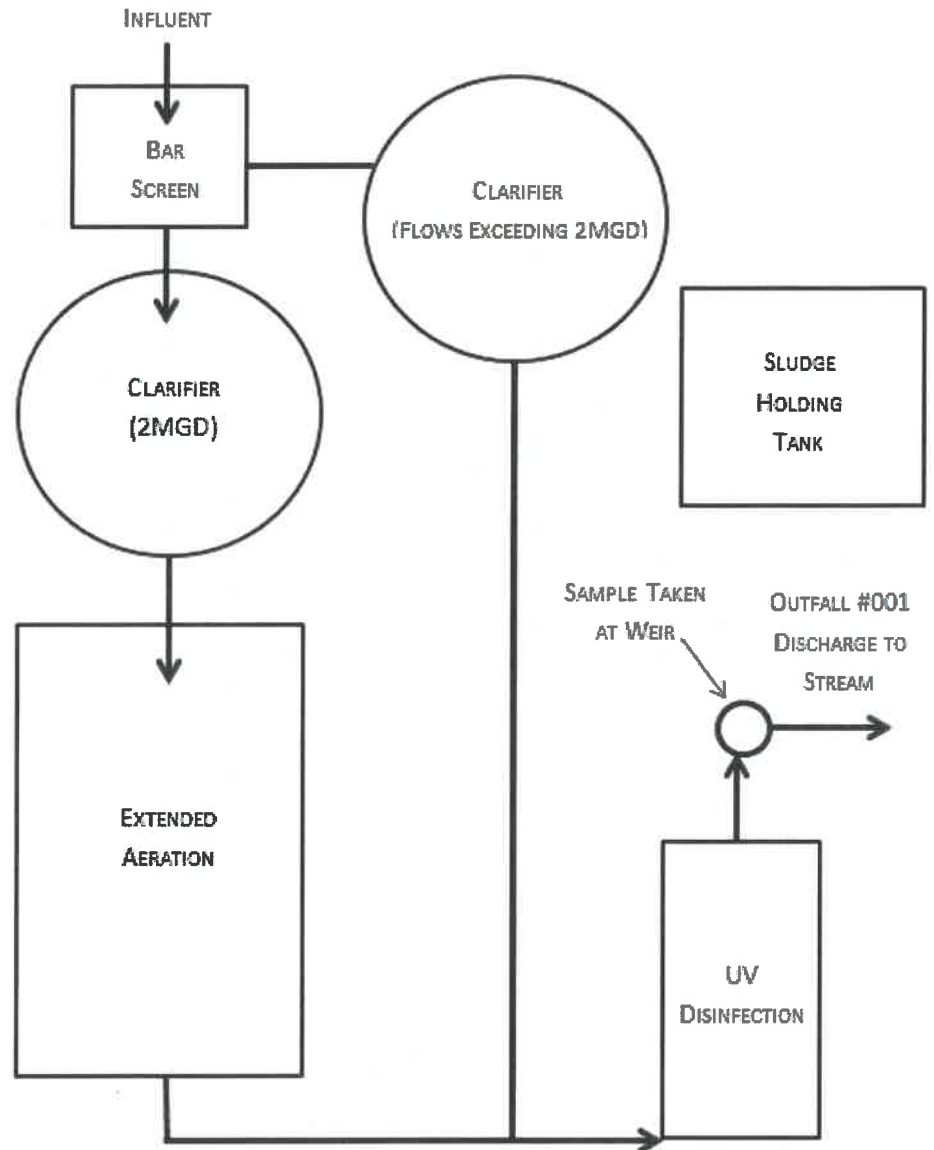 INFLUENT
BAR
SCREEN
CLARIFIER
(FLOWS EXCEEDING 2MGD)
CLARIFIER
(2MGD)
SLUDGE
HOLDING
TANK
SAMPLE TAKEN
AT WEIR
OUTFALL #001
DISCHARGE TO
STREAM
EXTENDED
AERATION
UV
DISINFECTION